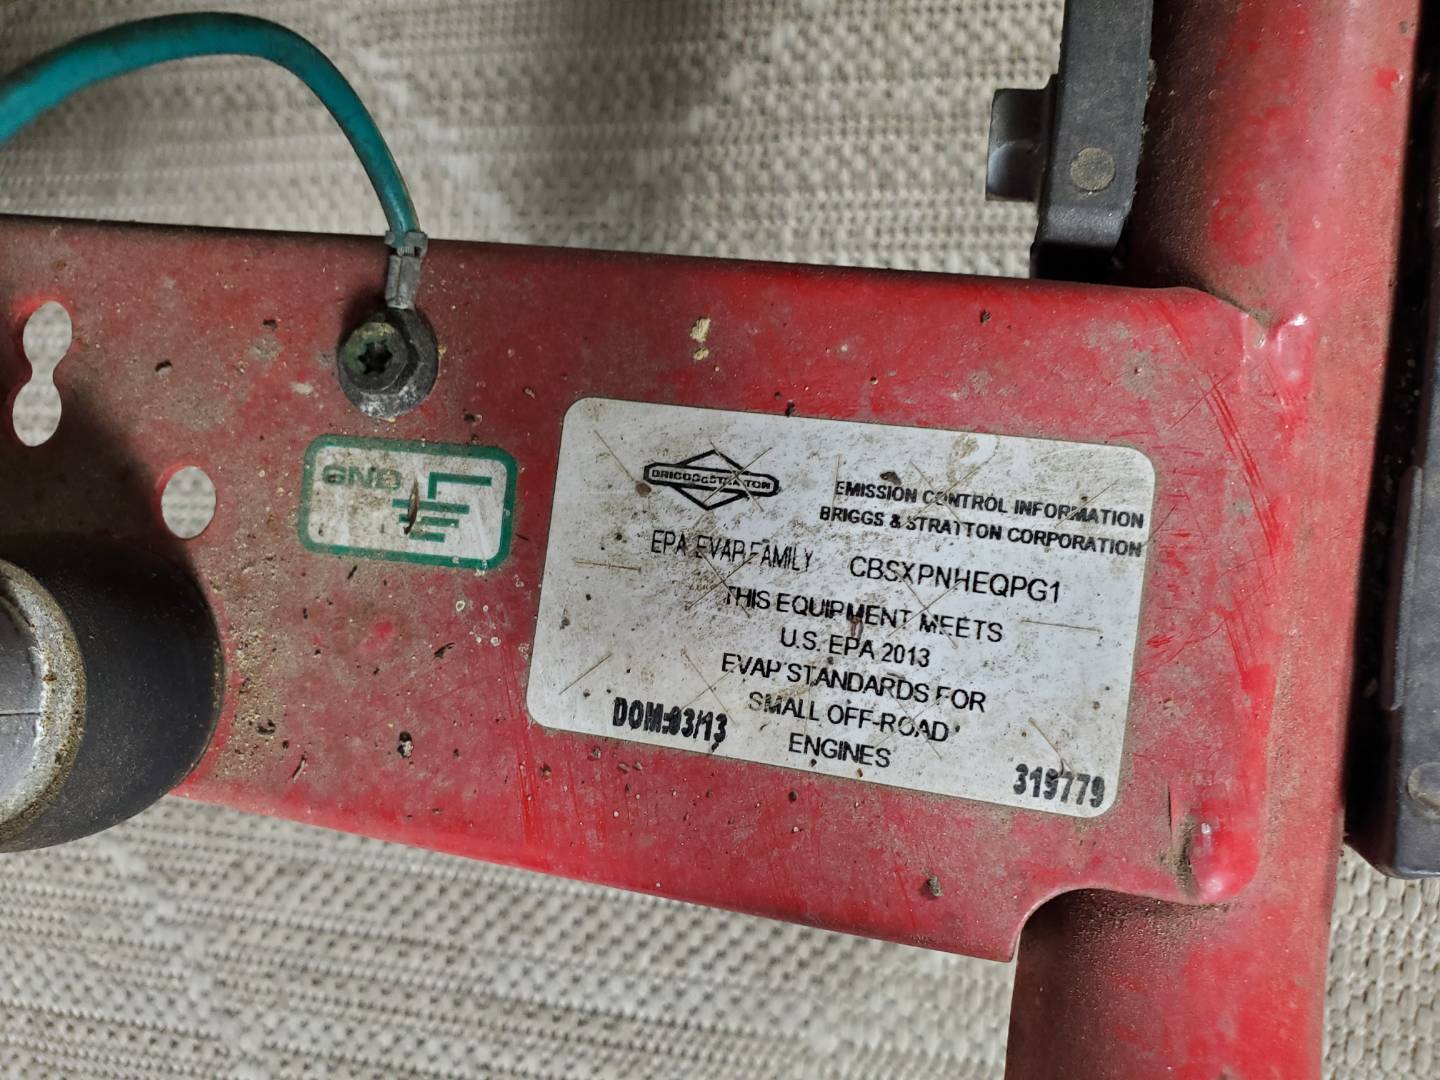 GND
BRIGGS&STRATTON
EMISSION CONTROL INFORMATION
BRIGGS & STRATTON CORPORATION
EPA EVAP FAMILY CBSXPNHEQPG1
THIS EQUIPMENT MEETS
U.S. EPA 2013
EVAP STANDARDS FOR
SMALL OFF-ROAD
ENGINES
DOM:03/13
319779